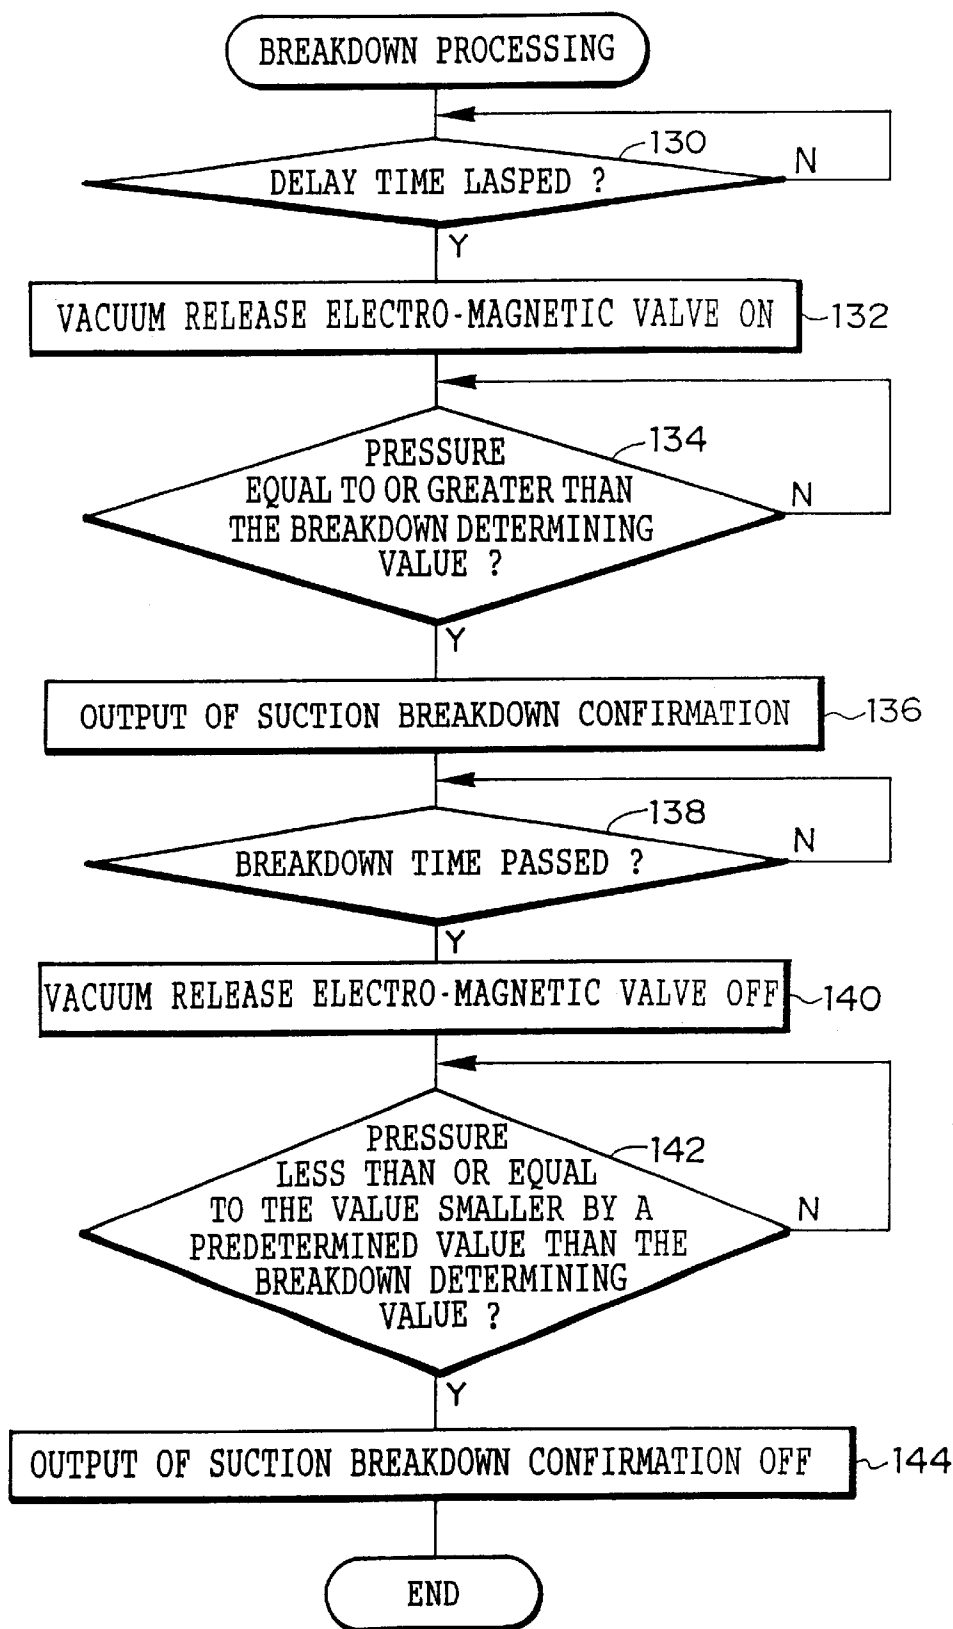 BREAKDOWN PROCESSING
130
DELAY TIME LASPED ?
N
Y
VACUUM RELEASE ELECTRO-MAGNETIC VALVE ON
132
134
PRESSURE
EQUAL TO OR GREATER THAN
THE BREAKDOWN DETERMINING
VALUE ?
N
Y
OUTPUT OF SUCTION BREAKDOWN CONFIRMATION
136
138
BREAKDOWN TIME PASSED ?
N
Y
VACUUM RELEASE ELECTRO-MAGNETIC VALVE OFF
140
142
PRESSURE
LESS THAN OR EQUAL
TO THE VALUE SMALLER BY A
PREDETERMINED VALUE THAN THE
BREAKDOWN DETERMINING
VALUE ?
N
Y
OUTPUT OF SUCTION BREAKDOWN CONFIRMATION OFF
144
END